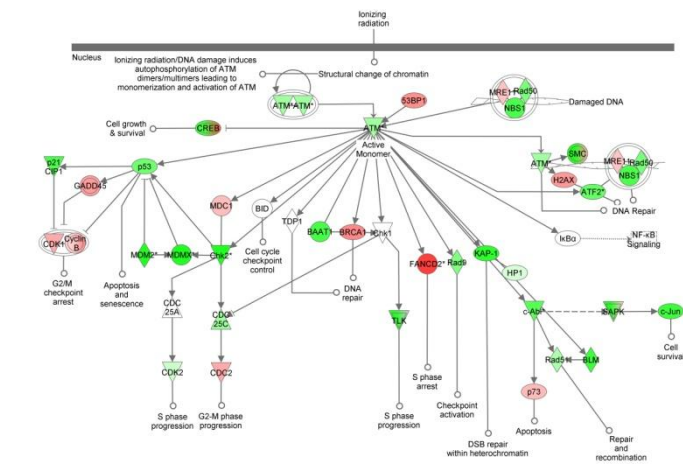 Ionizing
radiation
Nucleus
Ionizing radiation/DNA damage induces
autophosphorylation of ATM
dimers/multimers leading to
monomerization and activation of ATM
Structural change of chromatin
ATM*ATM*
53BP1
MRE11 Rad50
NBS1
Damaged DNA
Cell growth
& survival
CREB
ATM*
Active
Monomer
p21
CIP1
p53
GADD45
CDK1
Cyclin
B
G2/M
checkpoint
arrest
Apoptosis
and
senescence
MDM2*
MDMX*
Chk2*
MDC1
BID
Cell cycle
checkpoint
control
TDP1
BAAT1
BRCA1
Chk1
DNA
repair
CDC
25A
CDK2
S phase
progression
CDC
25C
CDC2
G2-M phase
progression
TLK
S phase
progression
FANCD2*
S phase
arrest
Rad9
Checkpoint
activation
KAP-1
DSB repair
within heterochromatin
HP1
ATM*
SMC
H2AX
ATF2*
MRE11 Rad50
NBS1
DNA Repair
IκBα
NF-κB
Signaling
c-Abl*
SAPK
c-Jun
Cell
survival
Rad51
BLM
p73
Apoptosis
Repair
and
recombination